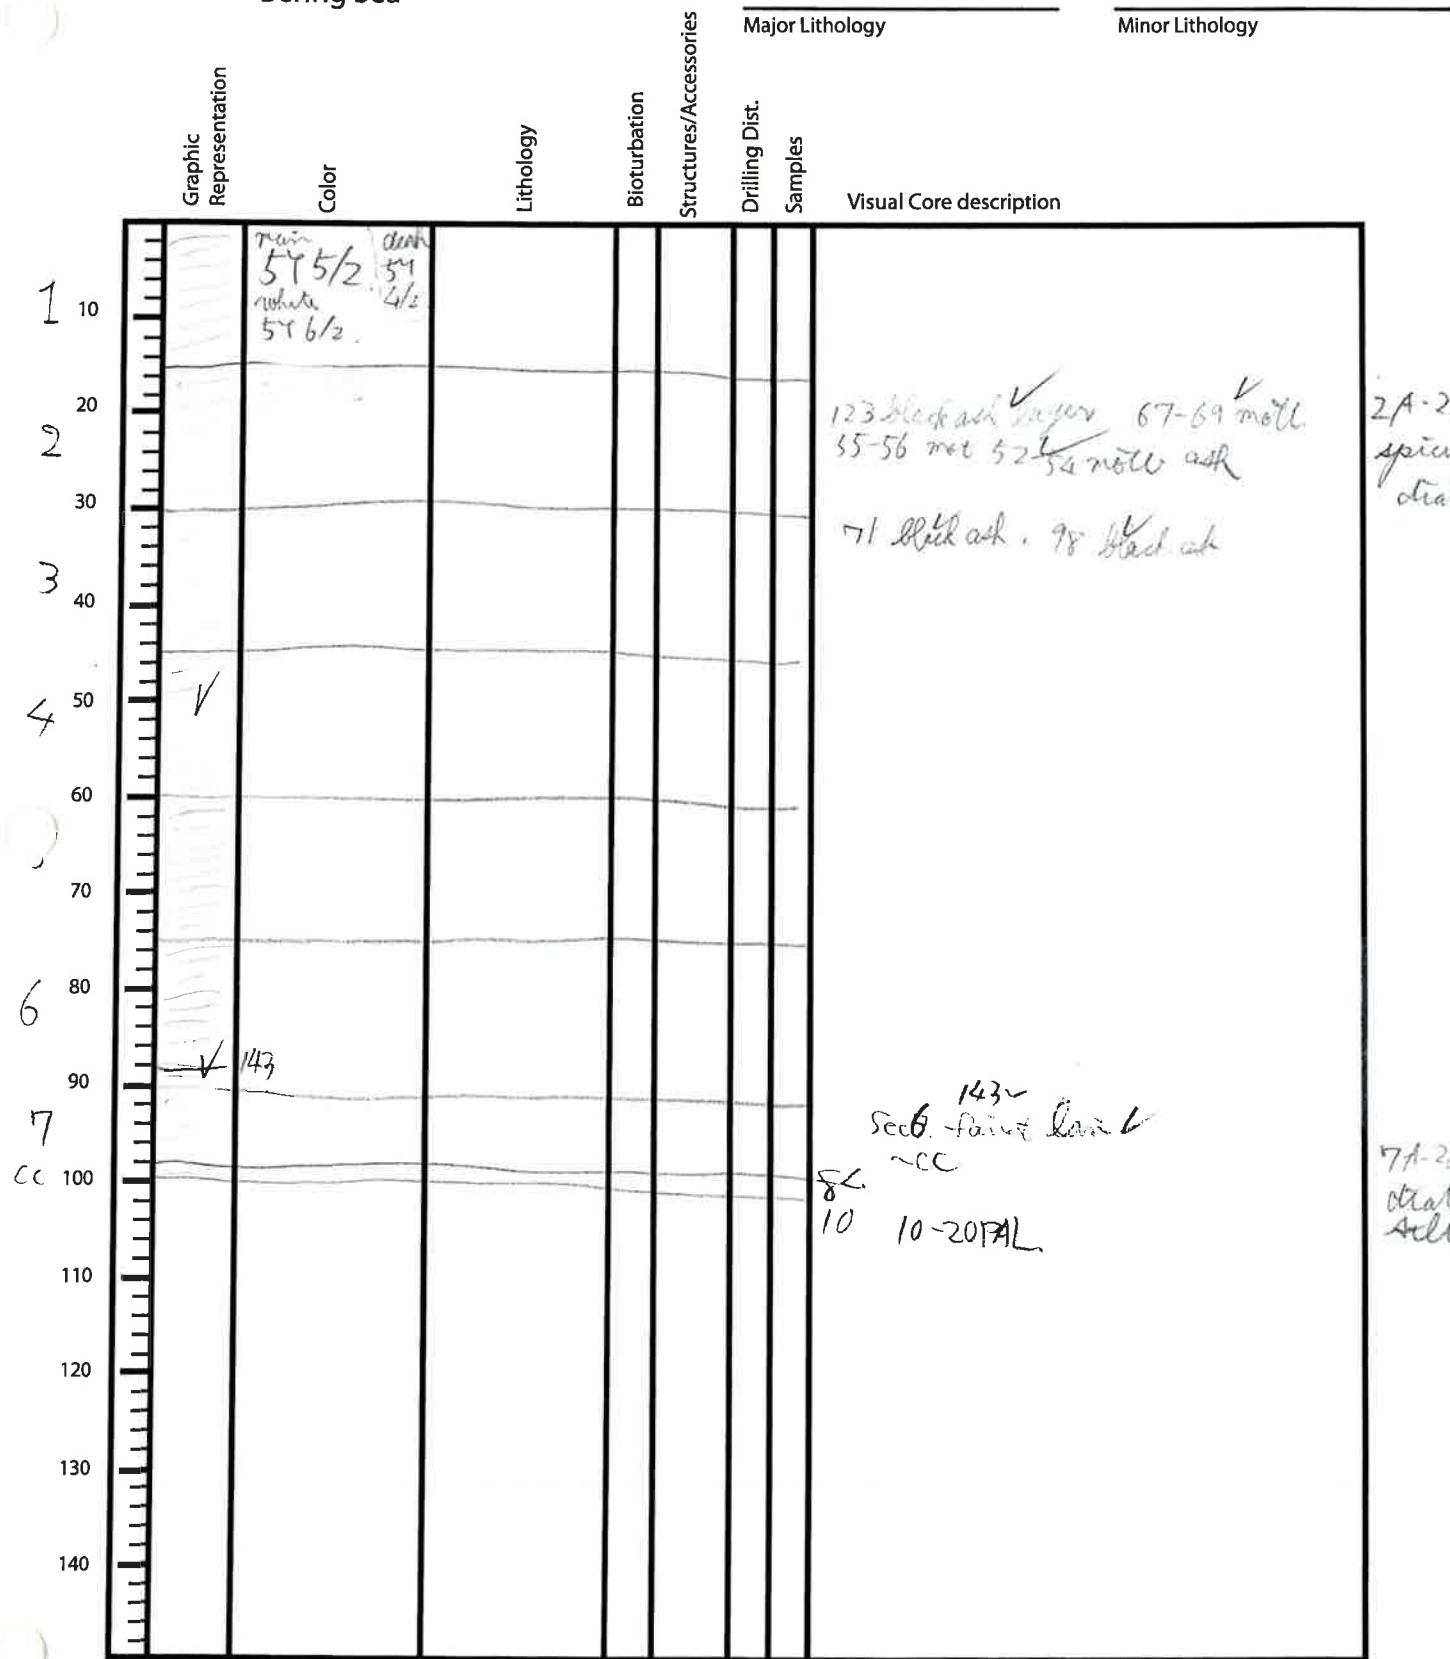 Major Lithology
Minor Lithology
Graphic
Representation
Color
Lithology
Bioturbation
Structures/Accessories
Drilling Dist.
Samples
Visual Core description
main
5Y 5/2
dark
5Y
4/2
white
5Y 6/2.
1
10
20
2
30
3
40
4
50
60
70
6
80
90
7
cc 100
110
120
130
140
123 black ash layer 67-69 mott.
55-56 mot 52-54 mott ash
71 black ash. 98 black ash
2A-2
143
143
Sec 6. faint
~CC
10
10-20 PAL.
7A-2